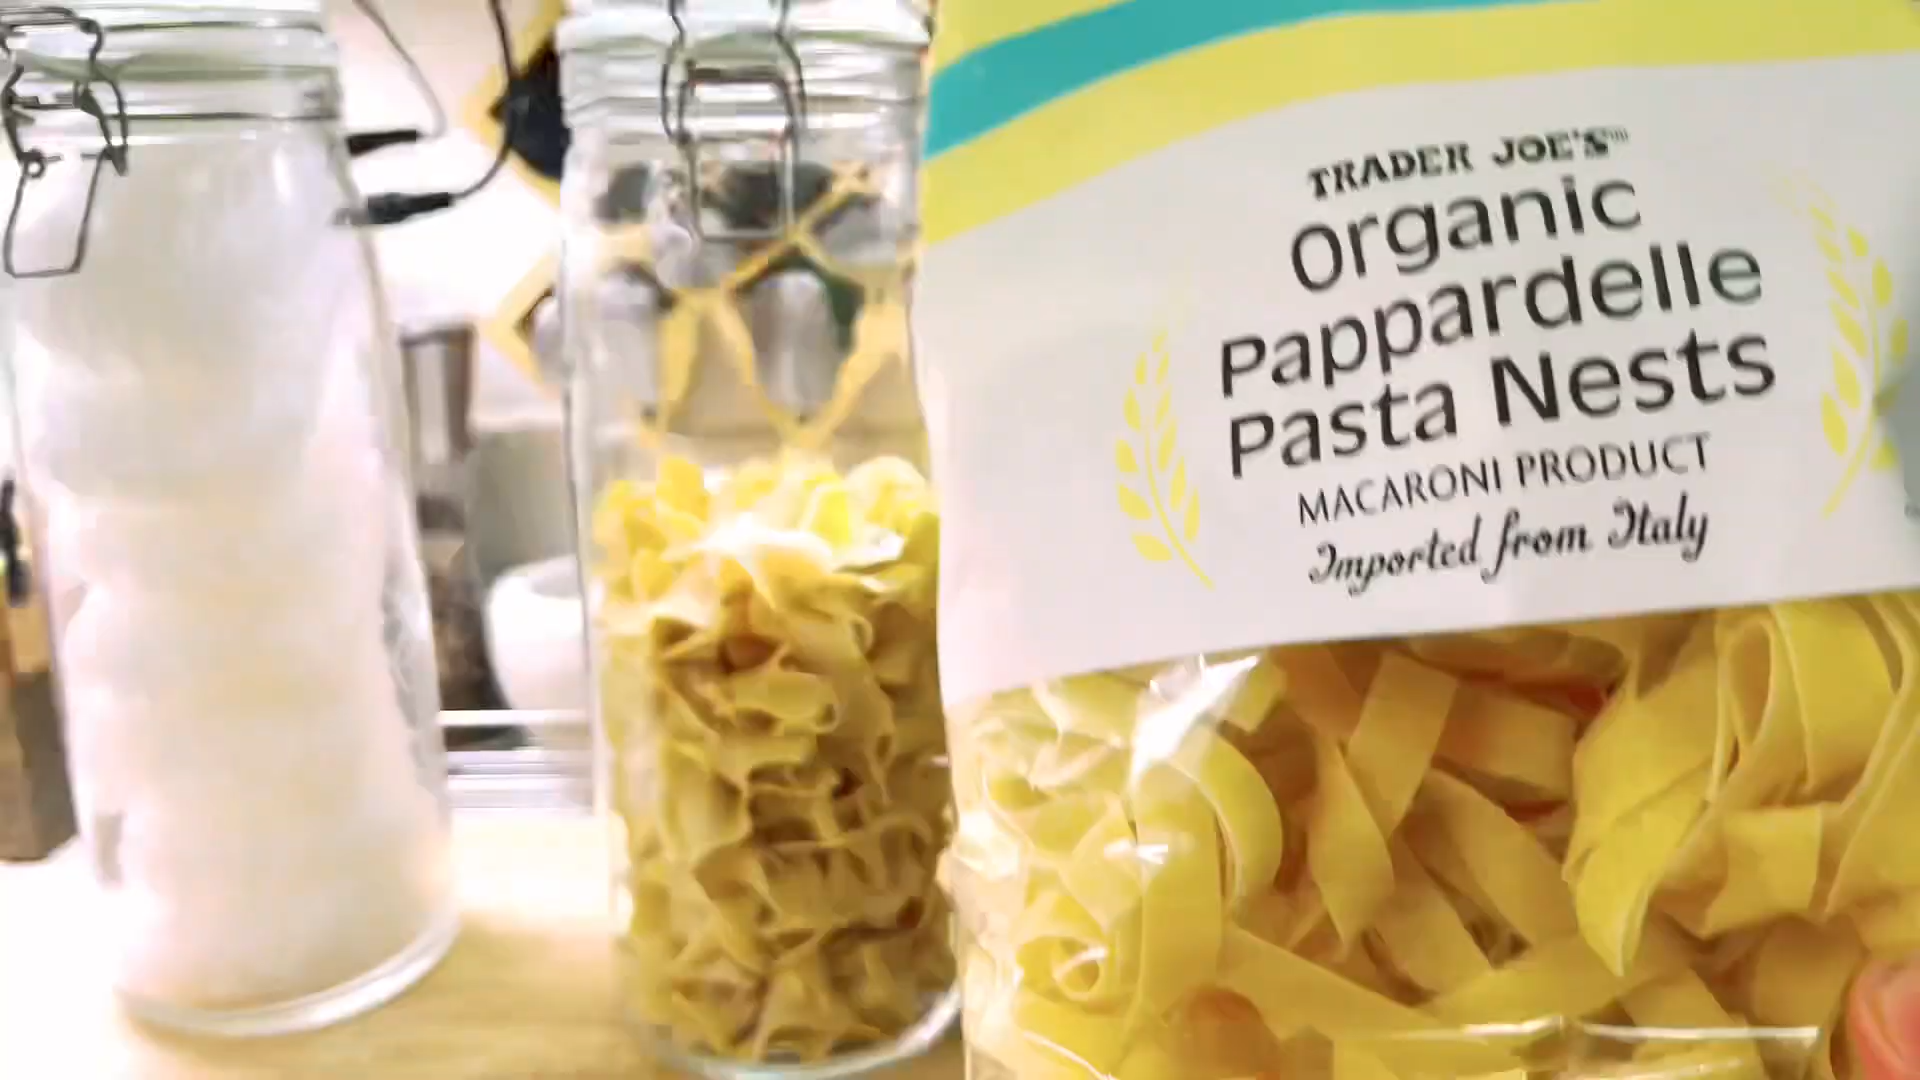 TRADER JOE'S™
Organic
Pappardelle
Pasta Nests
MACARONI PRODUCT
Imported from Italy